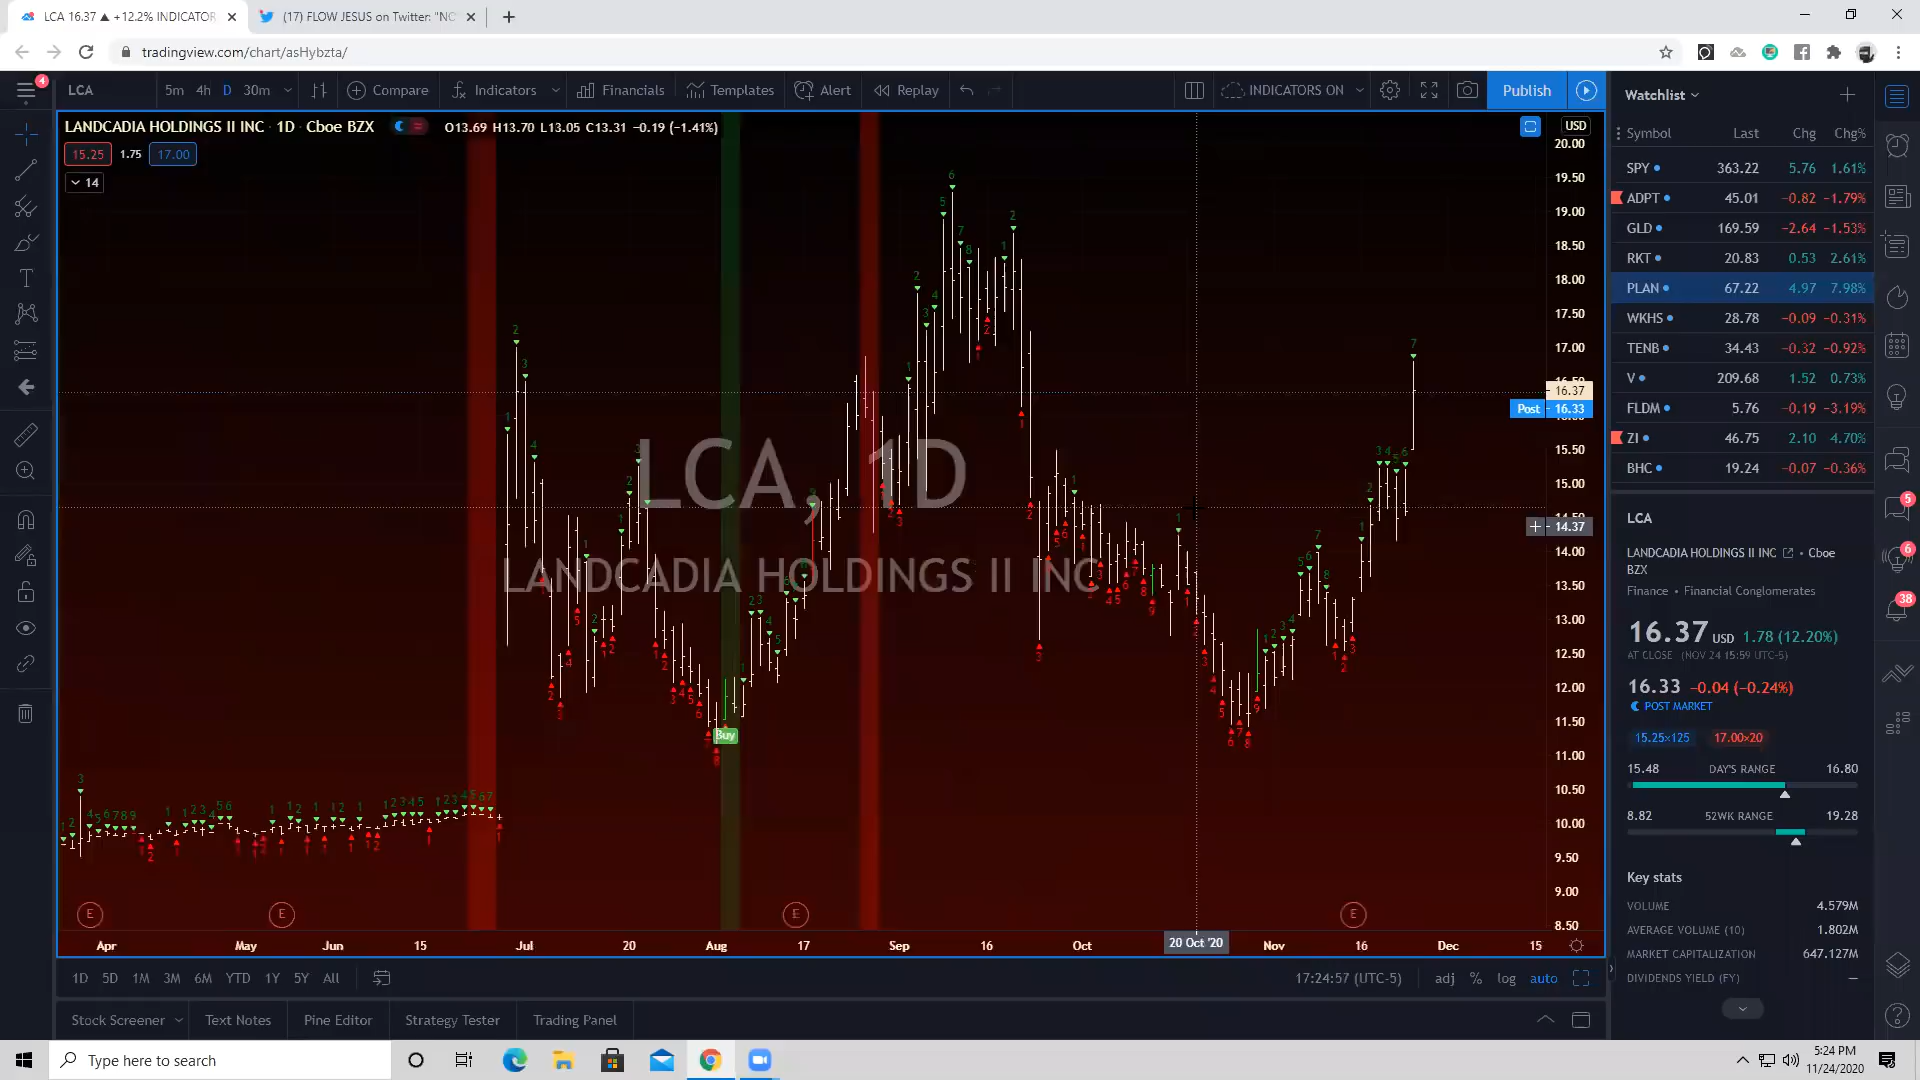 LCA 16.37 ▲ +12.2% INDICATOR
(17) FLOW JESUS on Twitter: "NO
tradingview.com/chart/asHybzta/
4
LCA 5m 4h D 30m Compare Indicators Financials Templates Alert Replay INDICATORS ON Publish
LANDCADIA HOLDINGS II INC · 1D · Cboe BZX O13.69 H13.70 L13.05 C13.31 −0.19 (−1.41%)
15.25 1.75 17.00
14
USD
20.00
19.50
19.00
18.50
18.00
17.50
17.00
16.37
Post 16.33
15.50
15.00
14.37
14.00
13.50
13.00
12.50
12.00
11.50
11.00
10.50
10.00
9.50
9.00
8.50
LCA, 1D
LANDCADIA HOLDINGS II INC
Buy
E E E E
Apr May Jun 15 Jul 20 Aug 17 Sep 16 Oct 20 Oct '20 Nov 16 Dec 15
1D 5D 1M 3M 6M YTD 1Y 5Y All 17:24:57 (UTC-5) adj % log auto
Stock Screener Text Notes Pine Editor Strategy Tester Trading Panel
Watchlist
Symbol Last Chg Chg%
SPY 363.22 5.76 1.61%
ADPT 45.01 −0.82 −1.79%
GLD 169.59 −2.64 −1.53%
RKT 20.83 0.53 2.61%
PLAN 67.22 4.97 7.98%
WKHS 28.78 −0.09 −0.31%
TENB 34.43 −0.32 −0.92%
V 209.68 1.52 0.73%
FLDM 5.76 −0.19 −3.19%
ZI 46.75 2.10 4.70%
BHC 19.24 −0.07 −0.36%
LCA
LANDCADIA HOLDINGS II INC • Cboe
BZX
Finance • Financial Conglomerates
16.37 USD 1.78 (12.20%)
AT CLOSE (NOV 24 15:59 UTC-5)
16.33 −0.04 (−0.24%)
POST MARKET
15.25×125 17.00×20
15.48 DAY'S RANGE 16.80
8.82 52WK RANGE 19.28
Key stats
VOLUME 4.579M
AVERAGE VOLUME (10) 1.802M
MARKET CAPITALIZATION 647.127M
DIVIDENDS YIELD (FY) —
5
6
38
Type here to search
5:24 PM
11/24/2020